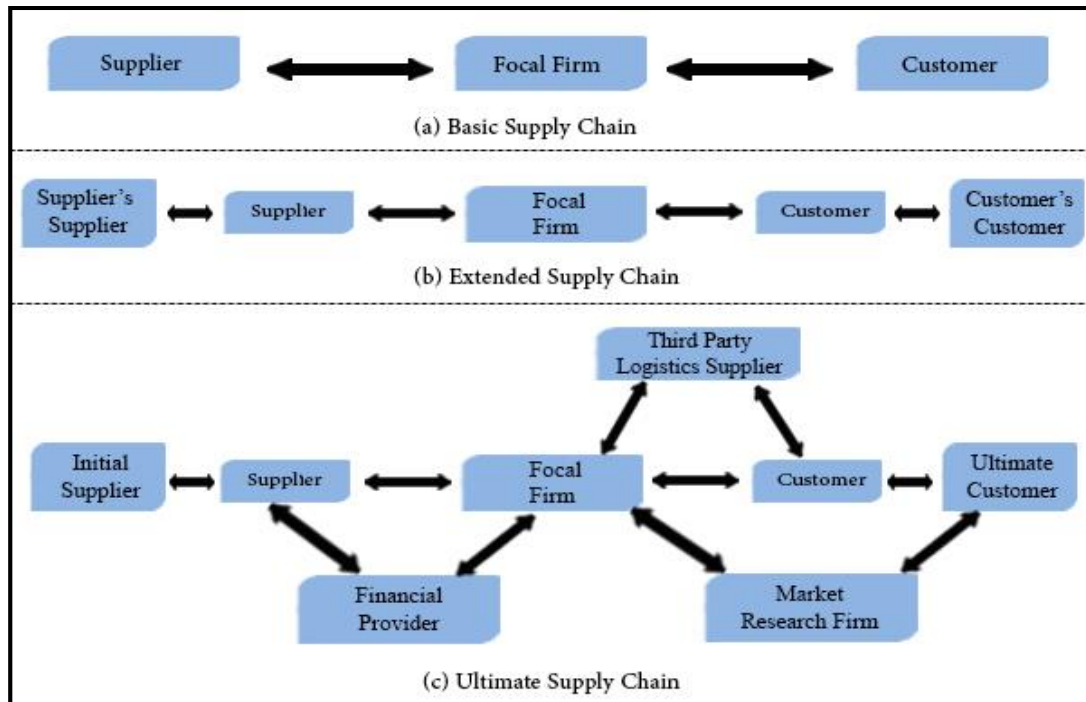 Supplier
Focal Firm
Customer
(a) Basic Supply Chain
Supplier’s
Supplier
Supplier
Focal
Firm
Customer
Customer’s
Customer
(b) Extended Supply Chain
Third Party
Logistics Supplier
Initial
Supplier
Supplier
Focal
Firm
Customer
Ultimate
Customer
Financial
Provider
Market
Research Firm
(c) Ultimate Supply Chain